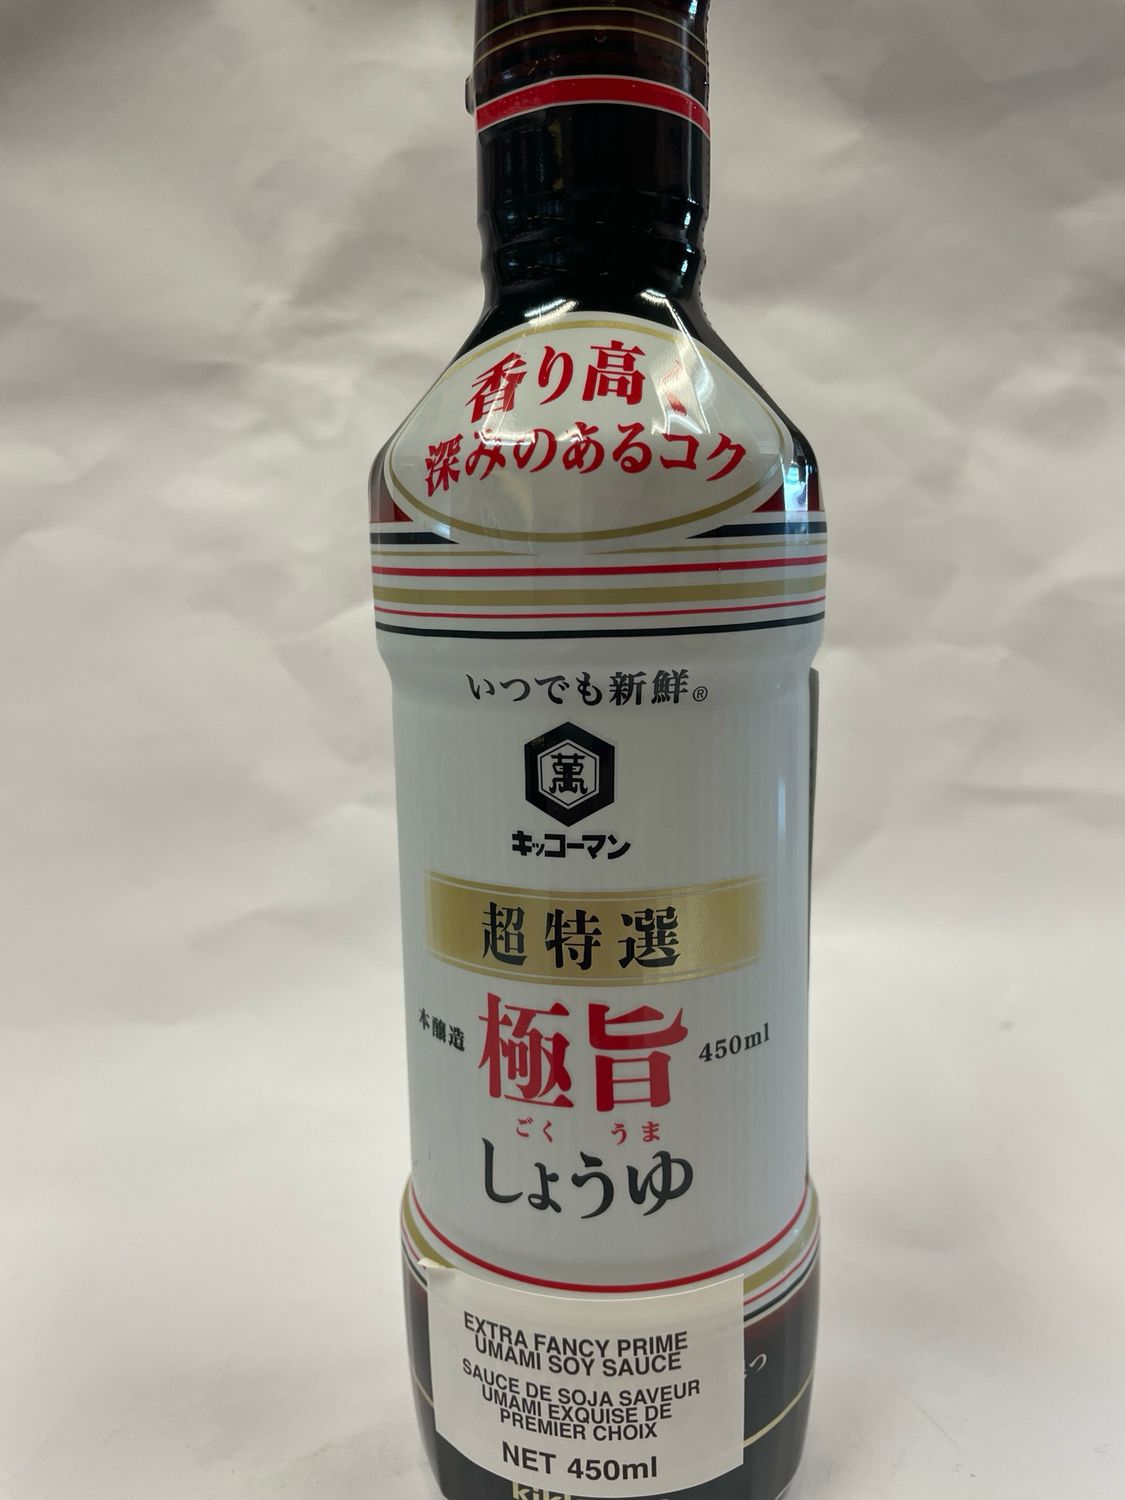 香り高く
深みのあるコク
いつでも新鮮®
萬
キッコーマン
超特選
本醸造
極旨
450ml
ごく うま
しょうゆ
EXTRA FANCY PRIME
UMAMI SOY SAUCE
SAUCE DE SOJA SAVEUR
UMAMI EXQUISE DE
PREMIER CHOIX
NET 450ml